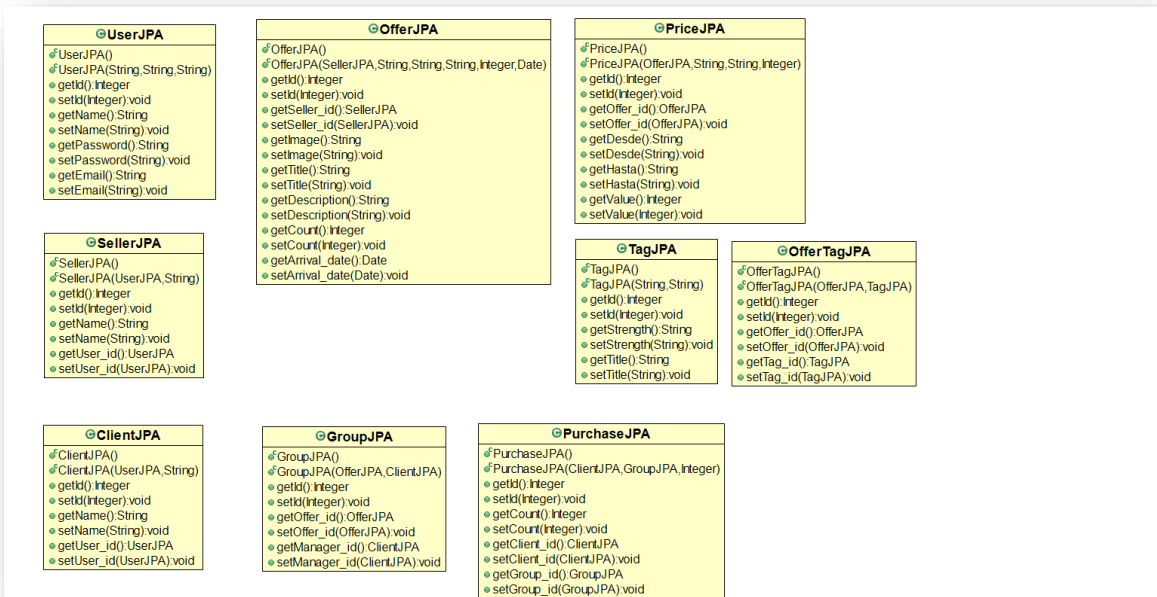 UserJPA
UserJPA()
UserJPA(String,String,String)
getId():Integer
setId(Integer):void
getName():String
setName(String):void
getPassword():String
setPassword(String):void
getEmail():String
setEmail(String):void
OfferJPA
OfferJPA()
OfferJPA(SellerJPA,String,String,String,Integer,Date)
getId():Integer
setId(Integer):void
getSeller_id():SellerJPA
setSeller_id(SellerJPA):void
getImage():String
setImage(String):void
getTitle():String
setTitle(String):void
getDescription():String
setDescription(String):void
getCount():Integer
setCount(Integer):void
getArrival_date():Date
setArrival_date(Date):void
PriceJPA
PriceJPA()
PriceJPA(OfferJPA,String,String,Integer)
getId():Integer
setId(Integer):void
getOffer_id():OfferJPA
setOffer_id(OfferJPA):void
getDesde():String
setDesde(String):void
getHasta():String
setHasta(String):void
getValue():Integer
setValue(Integer):void
SellerJPA
SellerJPA()
SellerJPA(UserJPA,String)
getId():Integer
setId(Integer):void
getName():String
setName(String):void
getUser_id():UserJPA
setUser_id(UserJPA):void
TagJPA
TagJPA()
TagJPA(String,String)
getId():Integer
setId(Integer):void
getStrength():String
setStrength(String):void
getTitle():String
setTitle(String):void
OfferTagJPA
OfferTagJPA()
OfferTagJPA(OfferJPA,TagJPA)
getId():Integer
setId(Integer):void
getOffer_id():OfferJPA
setOffer_id(OfferJPA):void
getTag_id():TagJPA
setTag_id(TagJPA):void
ClientJPA
ClientJPA()
ClientJPA(UserJPA,String)
getId():Integer
setId(Integer):void
getName():String
setName(String):void
getUser_id():UserJPA
setUser_id(UserJPA):void
GroupJPA
GroupJPA()
GroupJPA(OfferJPA,ClientJPA)
getId():Integer
setId(Integer):void
getOffer_id():OfferJPA
setOffer_id(OfferJPA):void
getManager_id():ClientJPA
setManager_id(ClientJPA):void
PurchaseJPA
PurchaseJPA()
PurchaseJPA(ClientJPA,GroupJPA,Integer)
getId():Integer
setId(Integer):void
getCount():Integer
setCount(Integer):void
getClient_id():ClientJPA
setClient_id(ClientJPA):void
getGroup_id():GroupJPA
setGroup_id(GroupJPA):void